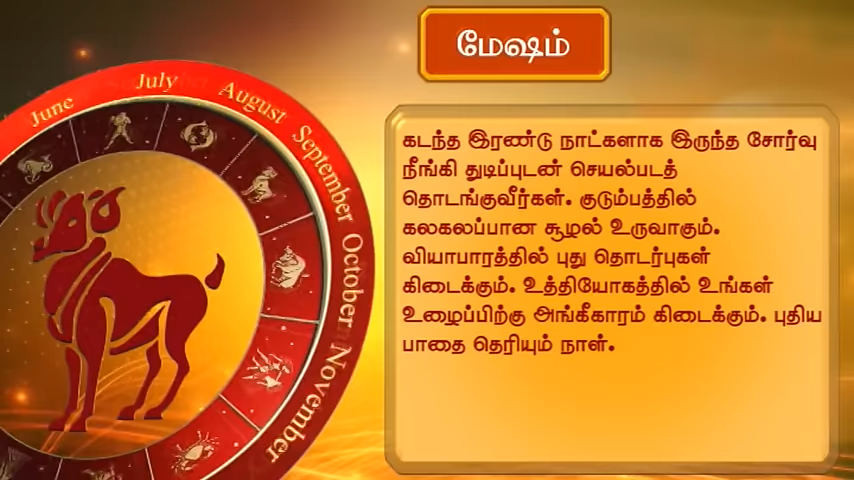 மேஷம்
June
July
August
September
October
November
கடந்த இரண்டு நாட்களாக இருந்த சோர்வு
நீங்கி துடிப்புடன் செயல்படத்
தொடங்குவீர்கள். குடும்பத்தில்
கலகலப்பான சூழல் உருவாகும்.
வியாபாரத்தில் புது தொடர்புகள்
கிடைக்கும். உத்தியோகத்தில் உங்கள்
உழைப்பிற்கு அங்கீகாரம் கிடைக்கும். புதிய
பாதை தெரியும் நாள்.